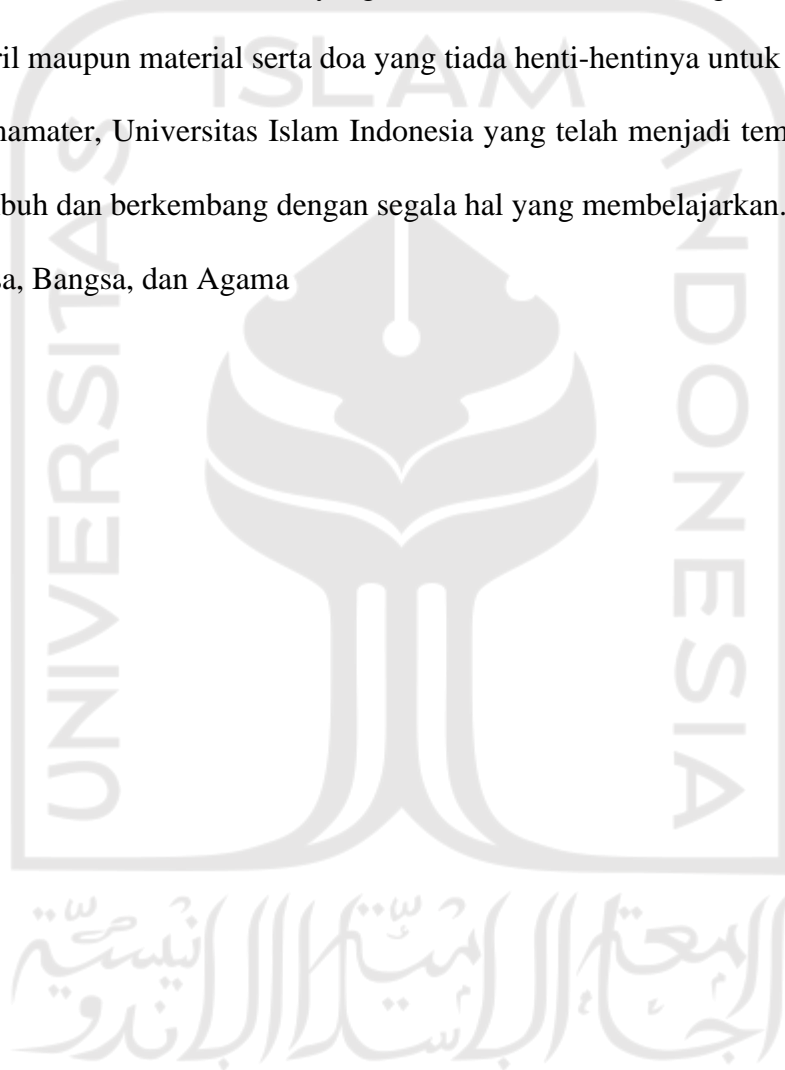 ril maupun material serta doa yang tiada henti-hentinya untuk
namater, Universitas Islam Indonesia yang telah menjadi tem
buh dan berkembang dengan segala hal yang membelajarkan.
sa, Bangsa, dan Agama
ISLAM
UNIVERSITAS
INDONESIA